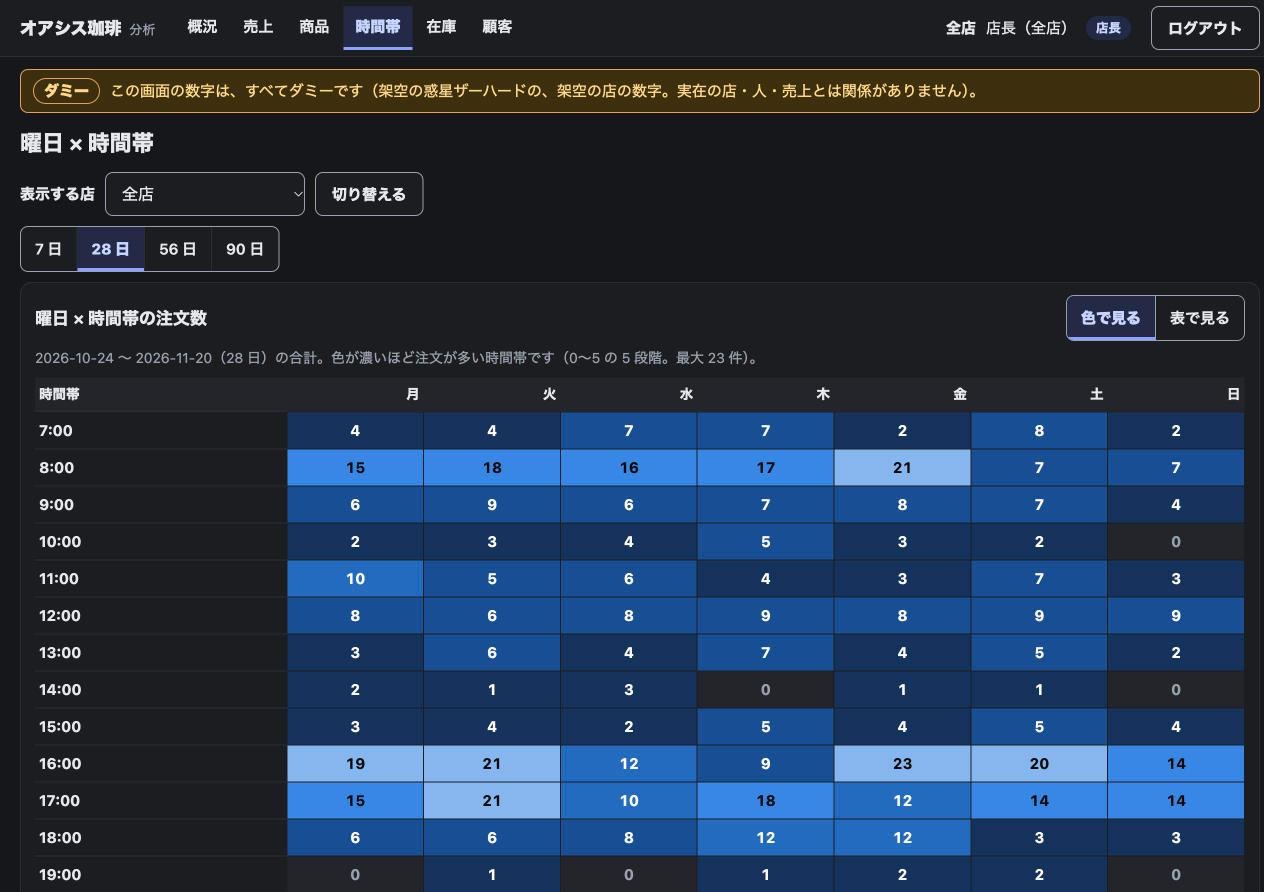 オアシス珈琲 分析 概況 売上 商品 時間帯 在庫 顧客 全店 店長（全店） 店長 ログアウト
ダミー この画面の数字は、すべてダミーです（架空の惑星ザーハードの、架空の店の数字。実在の店・人・売上とは関係がありません）。
曜日 × 時間帯
表示する店 全店 切り替える
7 日 28 日 56 日 90 日
曜日 × 時間帯の注文数 色で見る 表で見る
2026-10-24 〜 2026-11-20（28 日）の合計。色が濃いほど注文が多い時間帯です（0〜5 の 5 段階。最大 23 件）。
時間帯 月 火 水 木 金 土 日
7:00 4 4 7 7 2 8 2
8:00 15 18 16 17 21 7 7
9:00 6 9 6 7 8 7 4
10:00 2 3 4 5 3 2 0
11:00 10 5 6 4 3 7 3
12:00 8 6 8 9 8 9 9
13:00 3 6 4 7 4 5 2
14:00 2 1 3 0 1 1 0
15:00 3 4 2 5 4 5 4
16:00 19 21 12 9 23 20 14
17:00 15 21 10 18 12 14 14
18:00 6 6 8 12 12 3 3
19:00 0 1 0 1 2 2 0